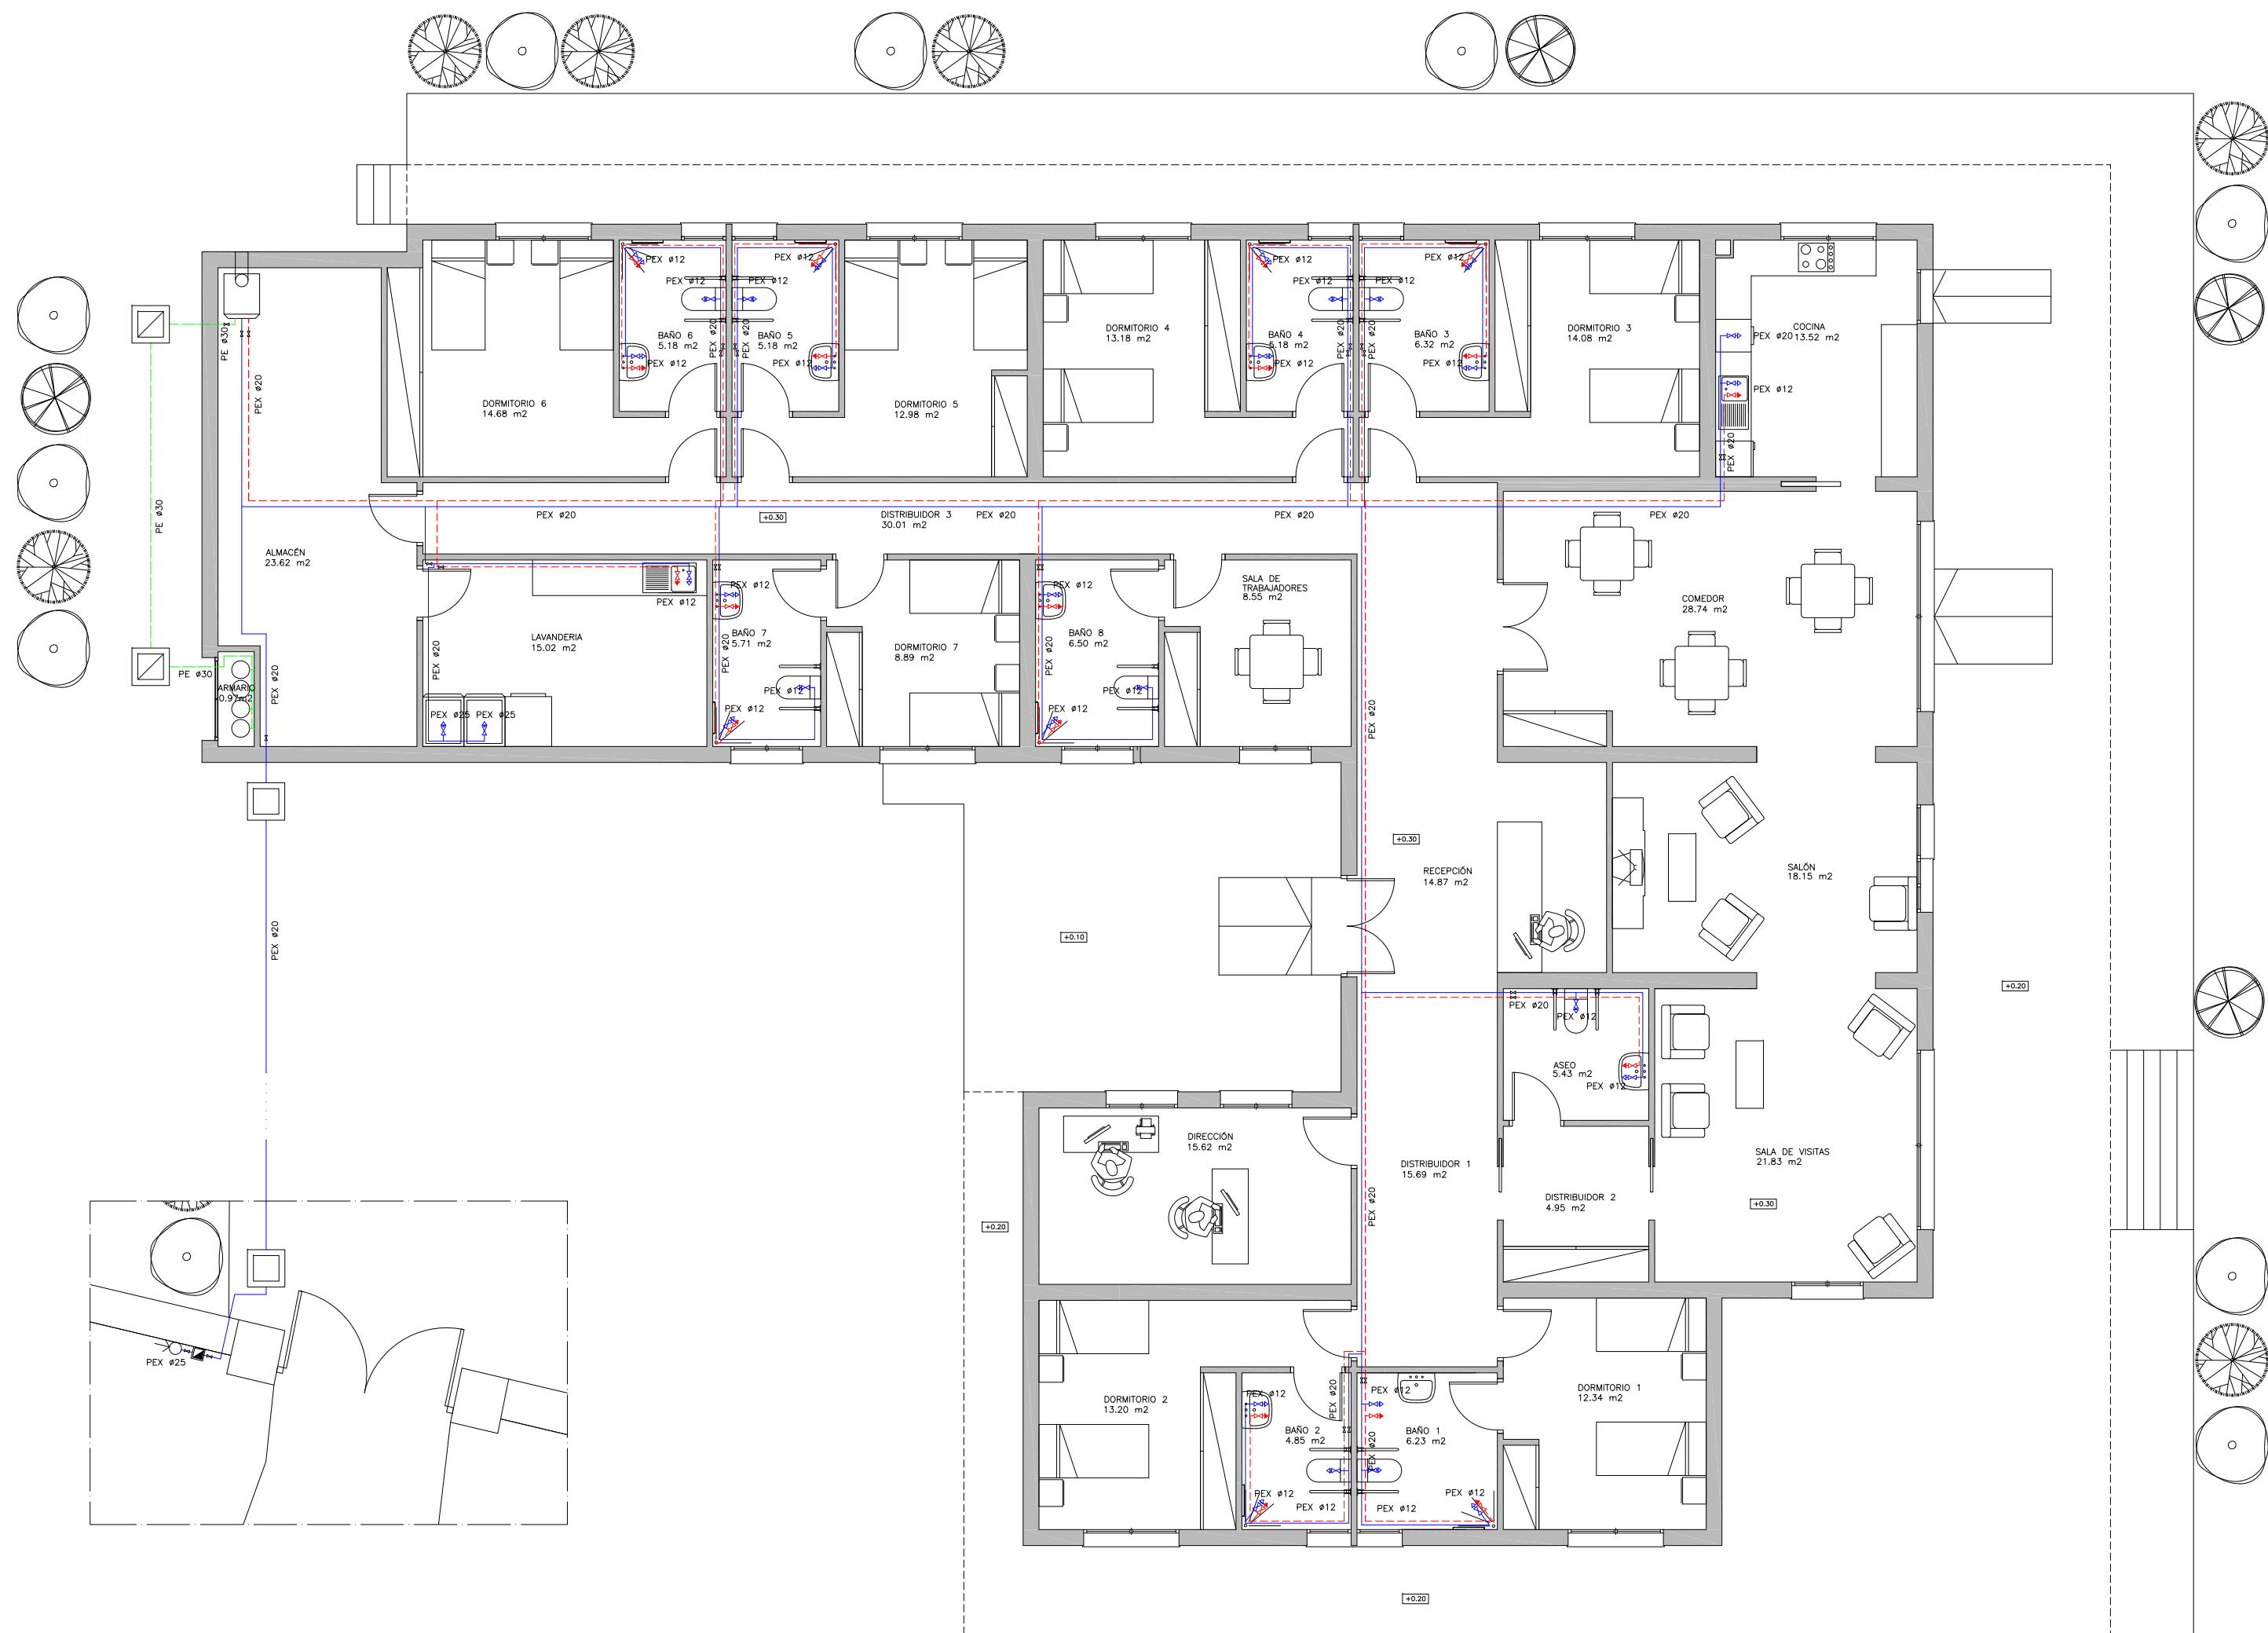 PEX ø12
PEX ø12
PEX ø12
PEX ø12
PEX ø12
PEX ø12
PEX ø12
PEX ø12
PE ø30
PEX ø20
PEX ø20
BAÑO 6
5.18 m2
PEX ø12
PEX ø20
BAÑO 5
5.18 m2
PEX ø12
DORMITORIO 4
13.18 m2
BAÑO 4
5.18 m2
PEX ø12
PEX ø20
PEX ø20
BAÑO 3
6.32 m2
PEX ø12
DORMITORIO 3
14.08 m2
COCINA
PEX ø20 13.52 m2
PEX ø12
PEX ø20
DORMITORIO 6
14.68 m2
DORMITORIO 5
12.98 m2
PE ø30
PEX ø20
+0.30
DISTRIBUIDOR 3
30.01 m2
PEX ø20
PEX ø20
PEX ø20
ALMACÉN
23.62 m2
PEX ø12
PEX ø12
PEX ø12
SALA DE
TRABAJADORES
8.55 m2
COMEDOR
28.74 m2
LAVANDERIA
15.02 m2
BAÑO 7
5.71 m2
PEX ø20
DORMITORIO 7
8.89 m2
BAÑO 8
6.50 m2
PEX ø20
PEX ø20
PE ø30
ARMARIO
0.97m2
PEX ø20
PEX ø25
PEX ø25
PEX ø12
PEX ø12
PEX ø12
PEX ø12
PEX ø20
+0.30
RECEPCIÓN
14.87 m2
SALÓN
18.15 m2
PEX ø20
+0.10
+0.20
PEX ø20
PEX ø12
ASEO
5.43 m2
PEX ø12
DIRECCIÓN
15.62 m2
DISTRIBUIDOR 1
15.69 m2
SALA DE VISITAS
21.83 m2
DISTRIBUIDOR 2
4.95 m2
+0.30
PEX ø20
+0.20
PEX ø25
DORMITORIO 2
13.20 m2
PEX ø12
PEX ø20
PEX ø12
DORMITORIO 1
12.34 m2
BAÑO 2
4.85 m2
BAÑO 1
6.23 m2
PEX ø20
PEX ø12
PEX ø12
PEX ø12
PEX ø12
+0.20